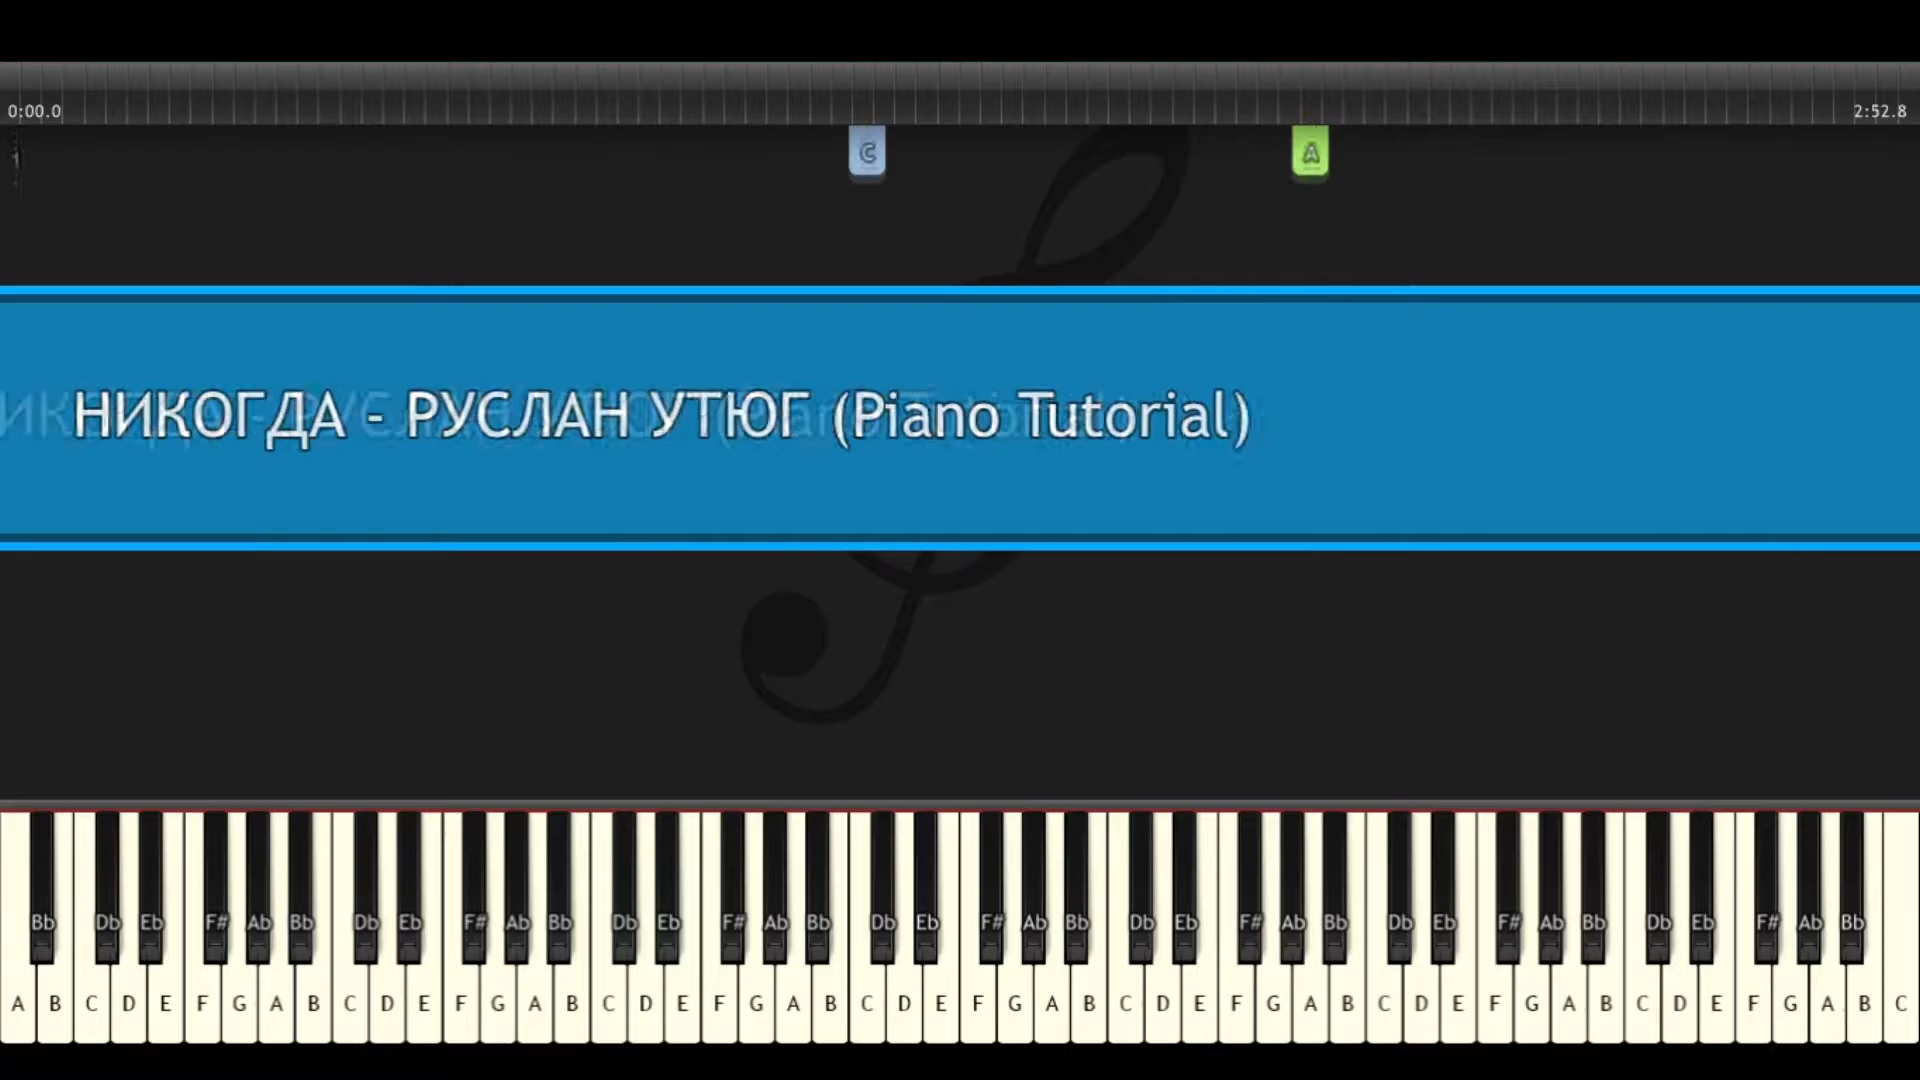 0:00.0 2:52.8
C A
НИКОГДА - РУСЛАН УТЮГ (Piano Tutorial)
Bb Db Eb F# Ab Bb Db Eb F# Ab Bb Db Eb F# Ab Bb Db Eb F# Ab Bb Db Eb F# Ab Bb Db Eb F# Ab Bb Db Eb F# Ab Bb
A B C D E F G A B C D E F G A B C D E F G A B C D E F G A B C D E F G A B C D E F G A B C D E F G A B C